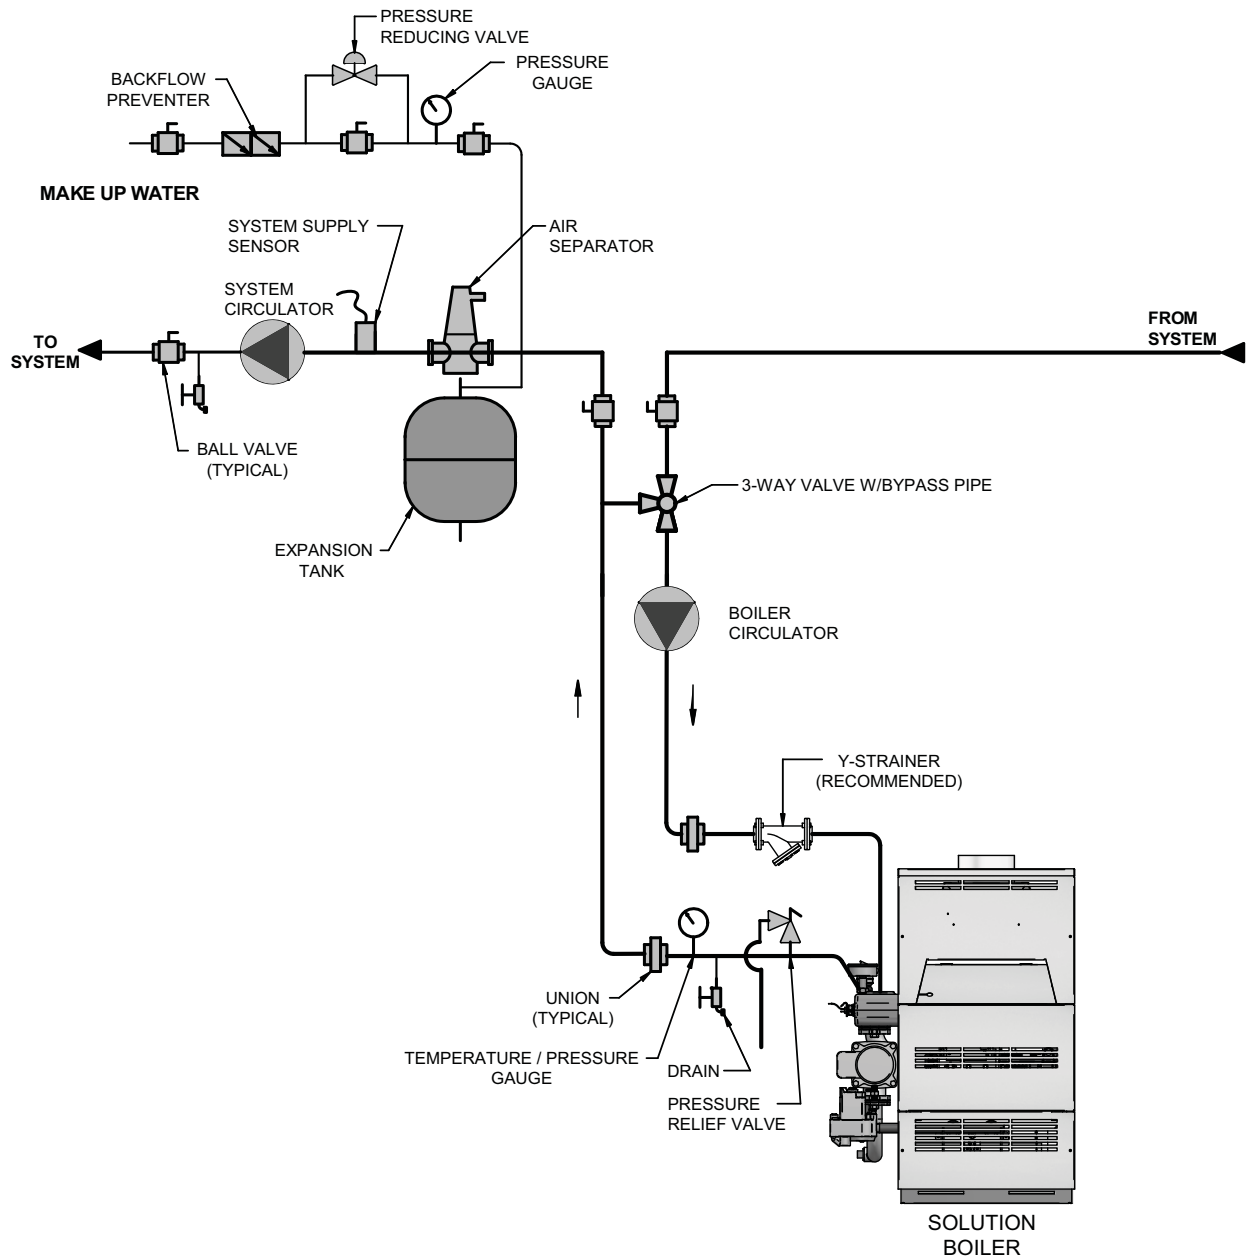 PRESSURE
REDUCING VALVE
PRESSURE
GAUGE
BACKFLOW
PREVENTER
MAKE UP WATER
SYSTEM SUPPLY
SENSOR
AIR
SEPARATOR
SYSTEM
CIRCULATOR
TO
SYSTEM
FROM
SYSTEM
BALL VALVE
(TYPICAL)
3-WAY VALVE W/BYPASS PIPE
EXPANSION
TANK
BOILER
CIRCULATOR
Y-STRAINER
(RECOMMENDED)
UNION
(TYPICAL)
TEMPERATURE / PRESSURE
GAUGE
DRAIN
PRESSURE
RELIEF VALVE
SOLUTION
BOILER